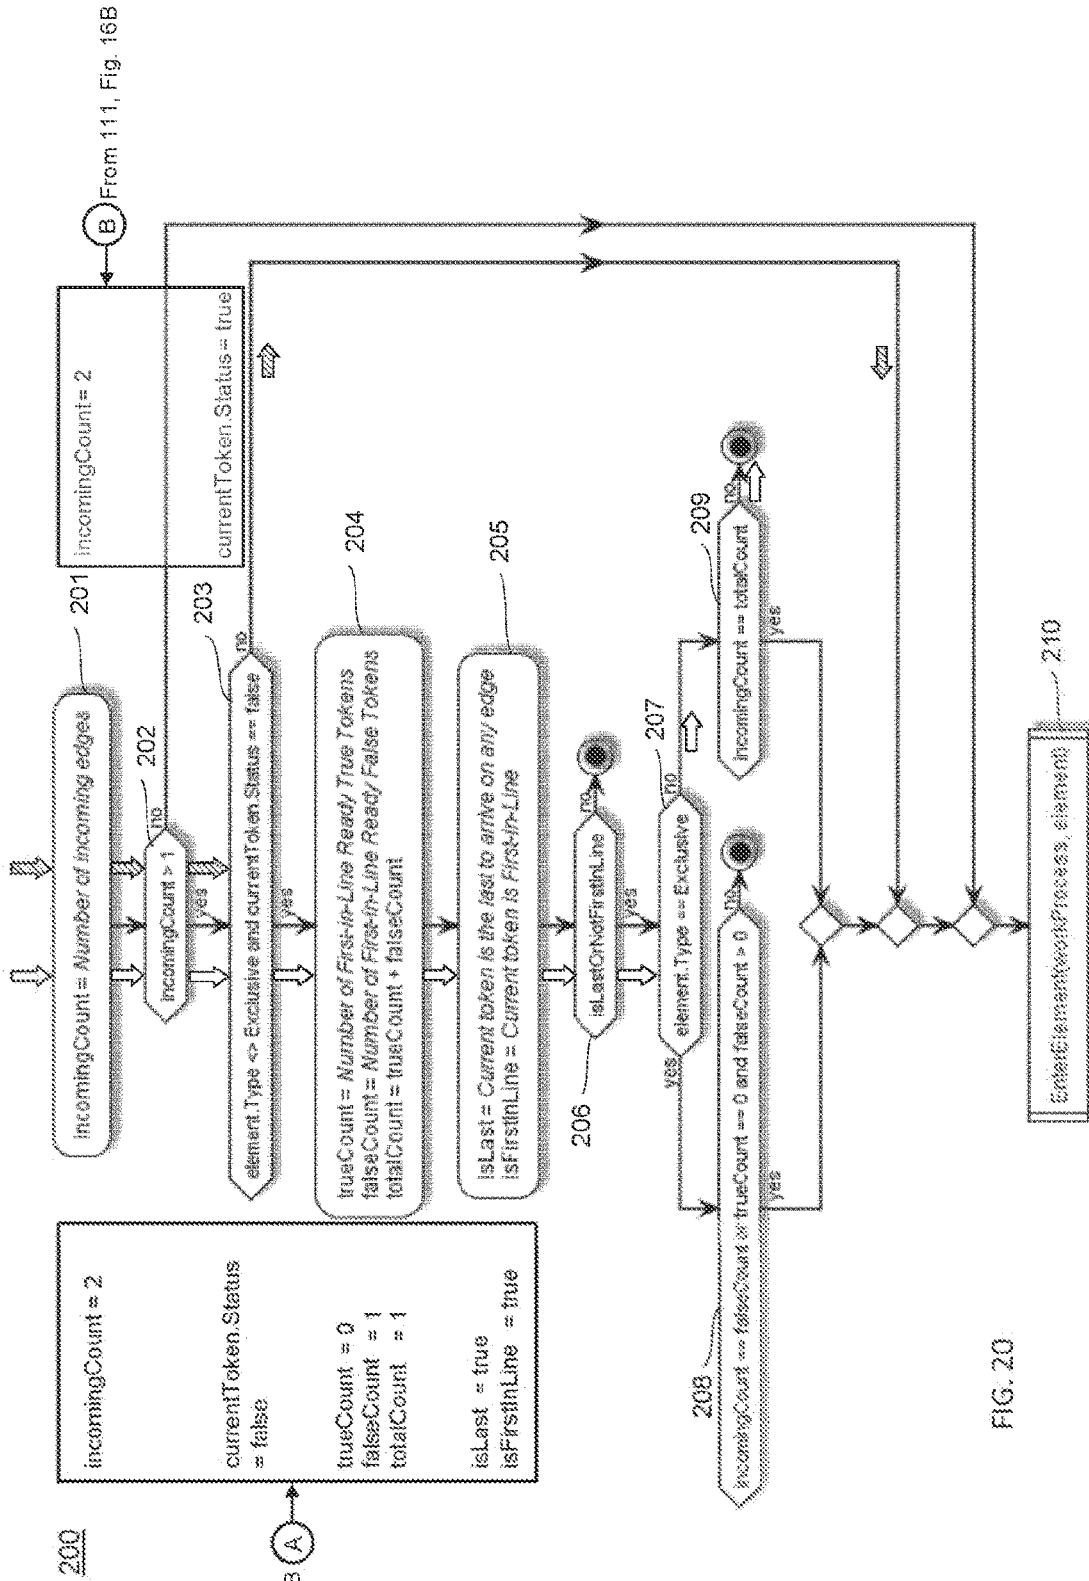 200
B
A
incomingCount = 2
currentToken.Status
= false
trueCount = 0
falseCount = 1
totalCount = 1
isLast = true
isFirstInLine = true
incomingCount = Number of incoming edges
201
incomingCount > 1
202
no
yes
element.Type <> Exclusive and currentToken.Status == false
203
no
yes
trueCount = Number of First-in-Line Ready True Tokens
falseCount = Number of First-in-Line Ready False Tokens
totalCount = trueCount + falseCount
204
isLast = Current token is the last to arrive on any edge
isFirstInLine = Current token is First-in-Line
205
isLastOrNotFirstInLine
206
no
yes
element.Type == Exclusive
207
yes
no
incomingCount == falseCount or trueCount == 0 and falseCount > 0
208
no
yes
incomingCount == totalCount
209
no
yes
EnterElement(workProcess, element)
210
incomingCount = 2
currentToken.Status = true
B
From 111, Fig. 16B
FIG. 20